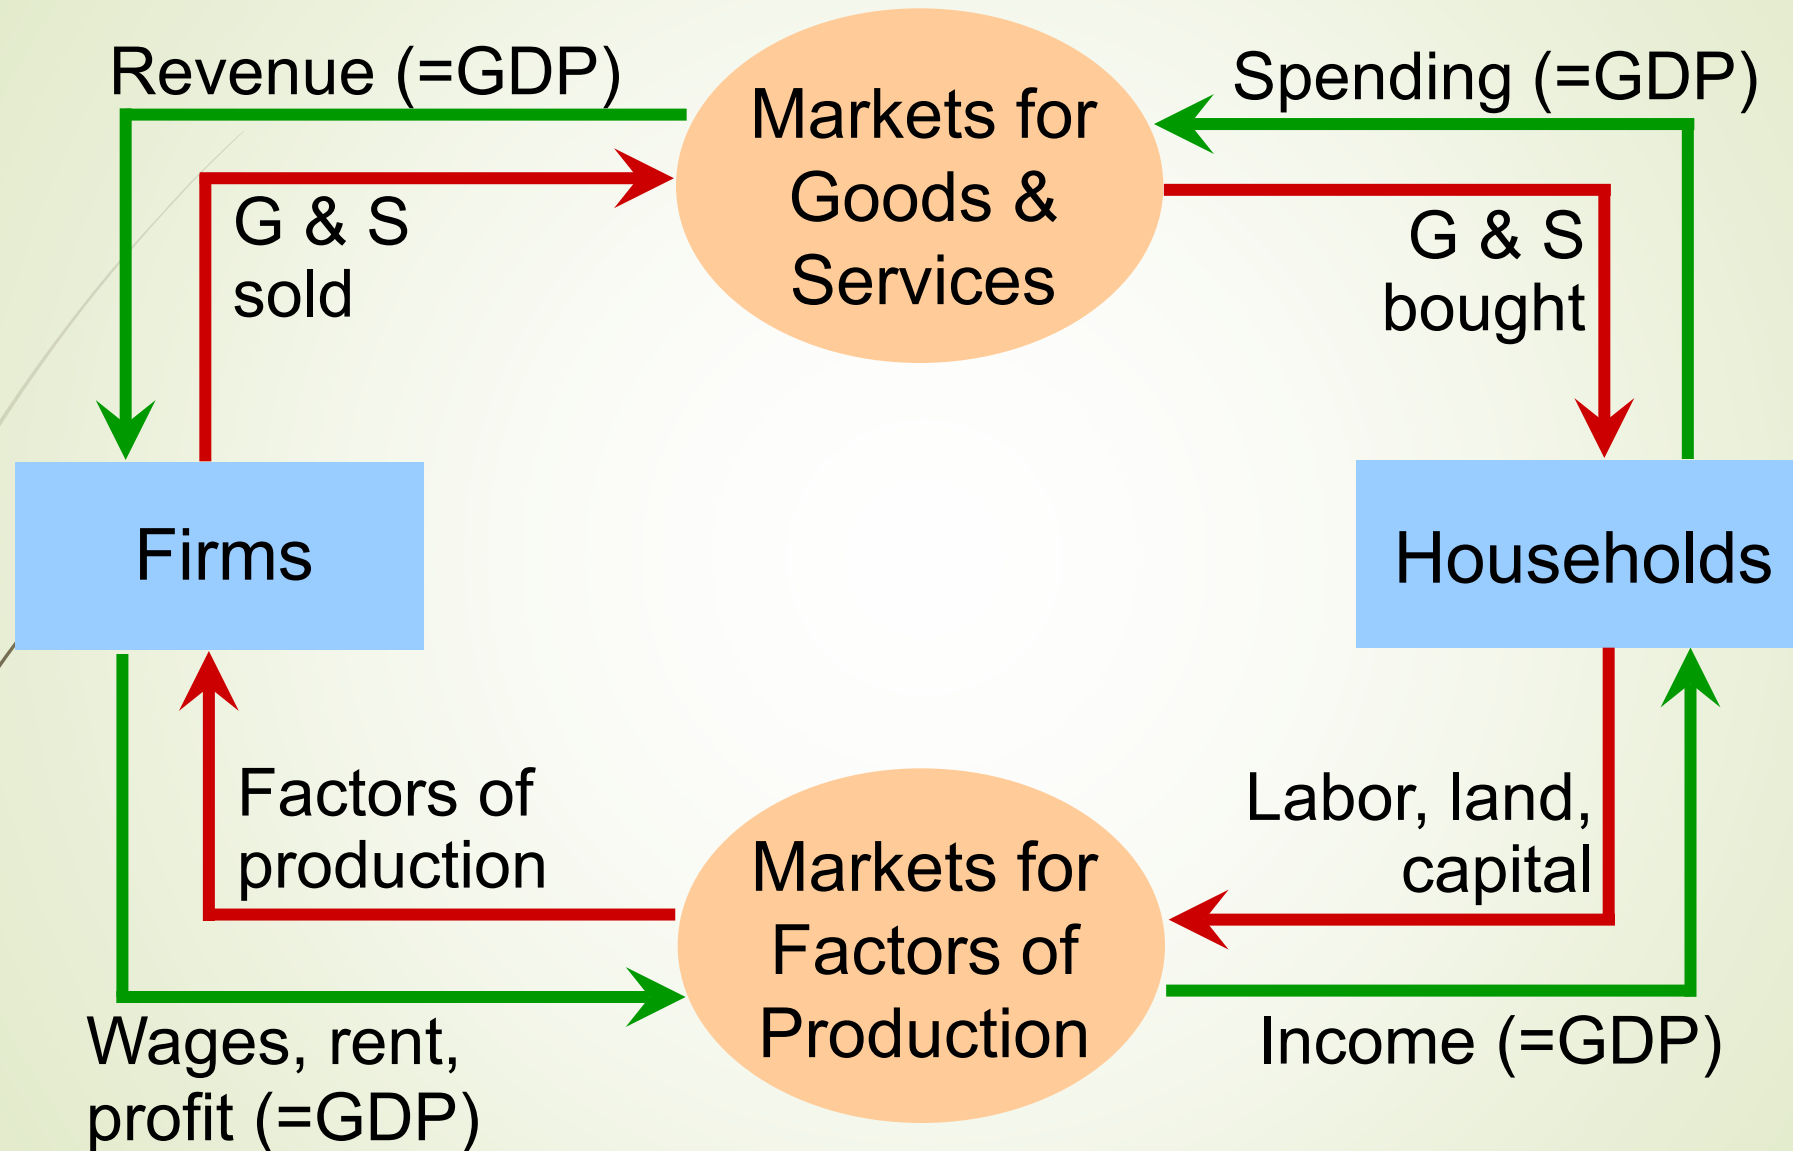 Revenue (=GDP)
Spending (=GDP)
Markets for
Goods &
Services
G & S
sold
G & S
bought
Firms
Households
Factors of
production
Labor, land,
capital
Markets for
Factors of
Production
Wages, rent,
profit (=GDP)
Income (=GDP)